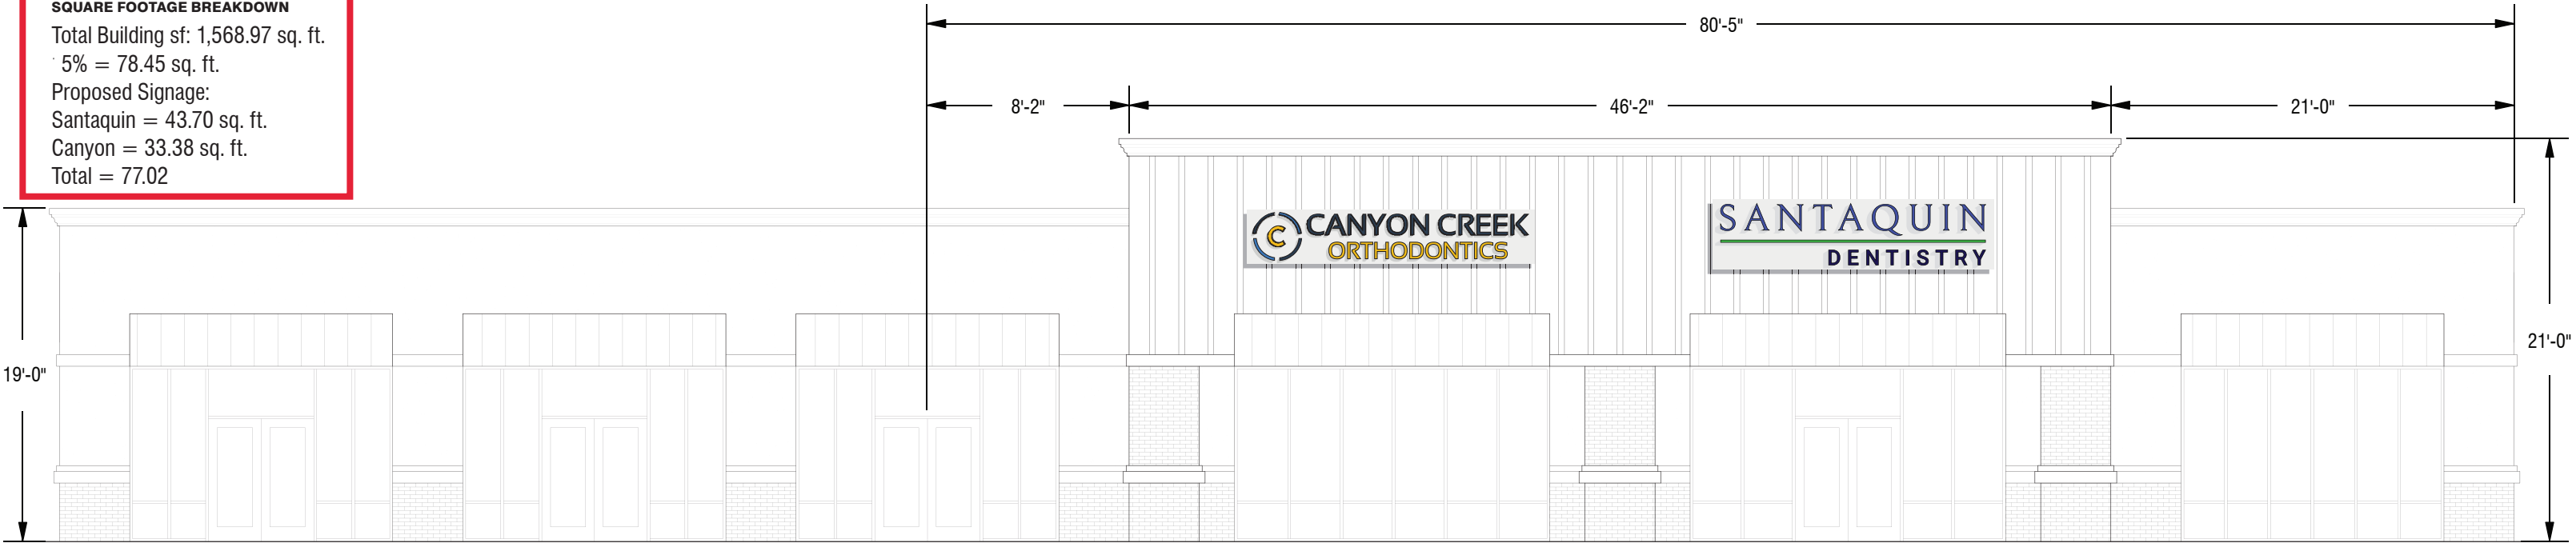 SQUARE FOOTAGE BREAKDOWN
Total Building sf: 1,568.97 sq. ft.
5% = 78.45 sq. ft.
Proposed Signage:
Santaquin = 43.70 sq. ft.
Canyon = 33.38 sq. ft.
Total = 77.02
80'-5"
8'-2"
46'-2"
21'-0"
C CANYON CREEK
ORTHODONTICS
SANTAQUIN
DENTISTRY
19'-0"
21'-0"